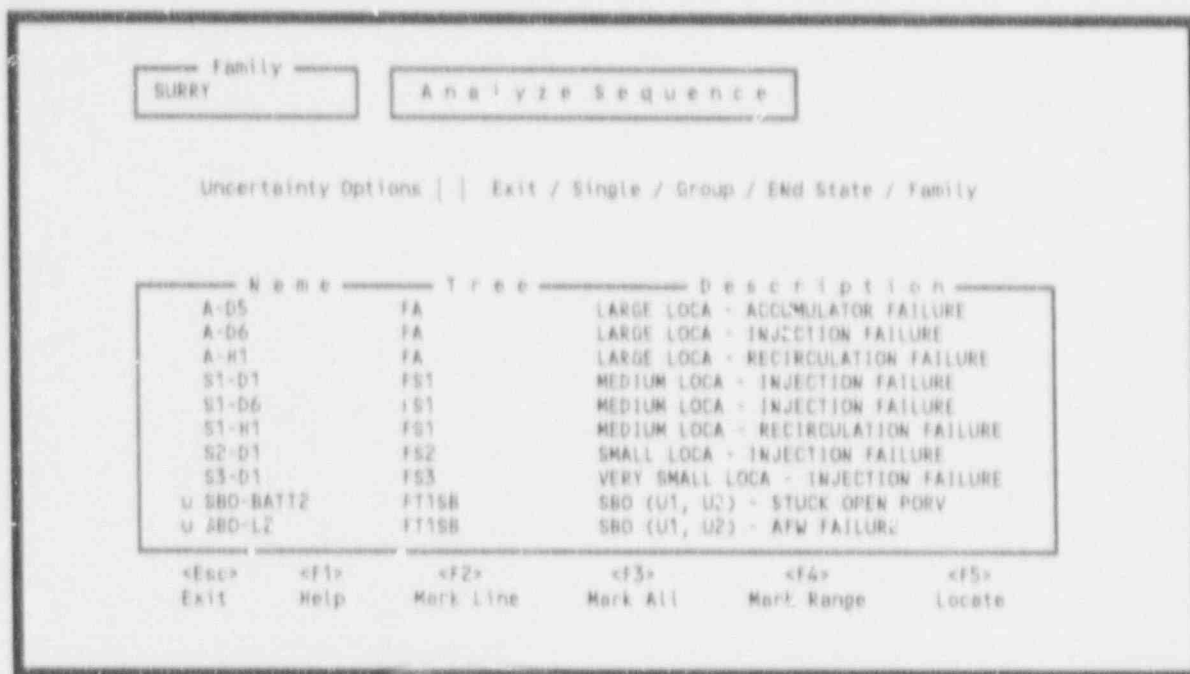 Family
SURRY
Analyze Sequence
Uncertainty Options | | Exit / Single / Group / ENd State / Family
Name Tree Description
A-D5 FA LARGE LOCA - ACCUMULATOR FAILURE
A-D6 FA LARGE LOCA - INJECTION FAILURE
A-H1 FA LARGE LOCA - RECIRCULATION FAILURE
S1-D1 FS1 MEDIUM LOCA - INJECTION FAILURE
S1-D6 FS1 MEDIUM LOCA - INJECTION FAILURE
S1-H1 FS1 MEDIUM LOCA - RECIRCULATION FAILURE
S2-D1 FS2 SMALL LOCA - INJECTION FAILURE
S3-D1 FS3 VERY SMALL LOCA - INJECTION FAILURE
U SBO-BATT2 FT1SB SBO (U1, U2) - STUCK OPEN PORV
U SBO-L2 FT1SB SBO (U1, U2) - AFW FAILURE
<Esc> <F1> <F2> <F3> <F4> <F5>
Exit Help Mark Line Mark All Mark Range Locate